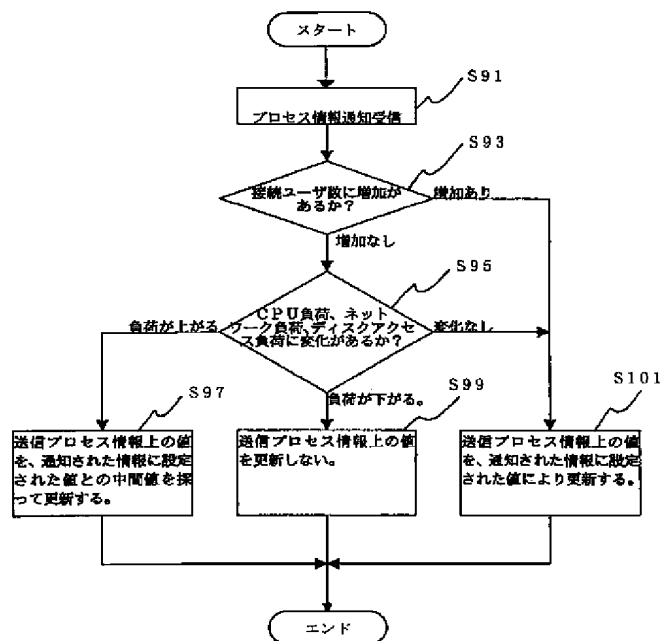 スタート
S91
プロセス情報通知受信
S93
接続ユーザ数に増加が
あるか？
増加あり
増加なし
S95
CPU負荷、ネット
ワーク負荷、ディスクアクセ
ス負荷に変化があるか？
負荷が上がる
変化なし
負荷が下がる。
S97
送信プロセス情報上の値
を、通知された情報に設定
された値との中間値を採
って更新する。
S99
送信プロセス情報上の値
を更新しない。
S101
送信プロセス情報上の値
を、通知された情報に設定
された値により更新する。
エンド